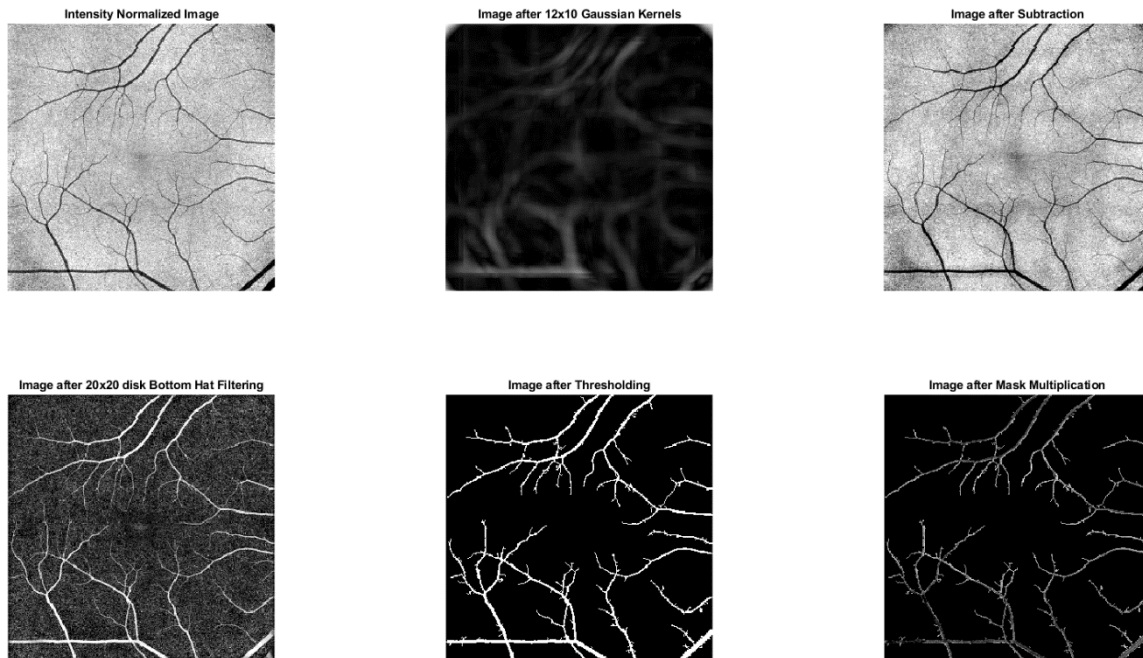 Intensity Normalized Image
Image after 12x10 Gaussian Kernels
Image after Subtraction
Image after 20x20 disk Bottom Hat Filtering
Image after Thresholding
Image after Mask Multiplication